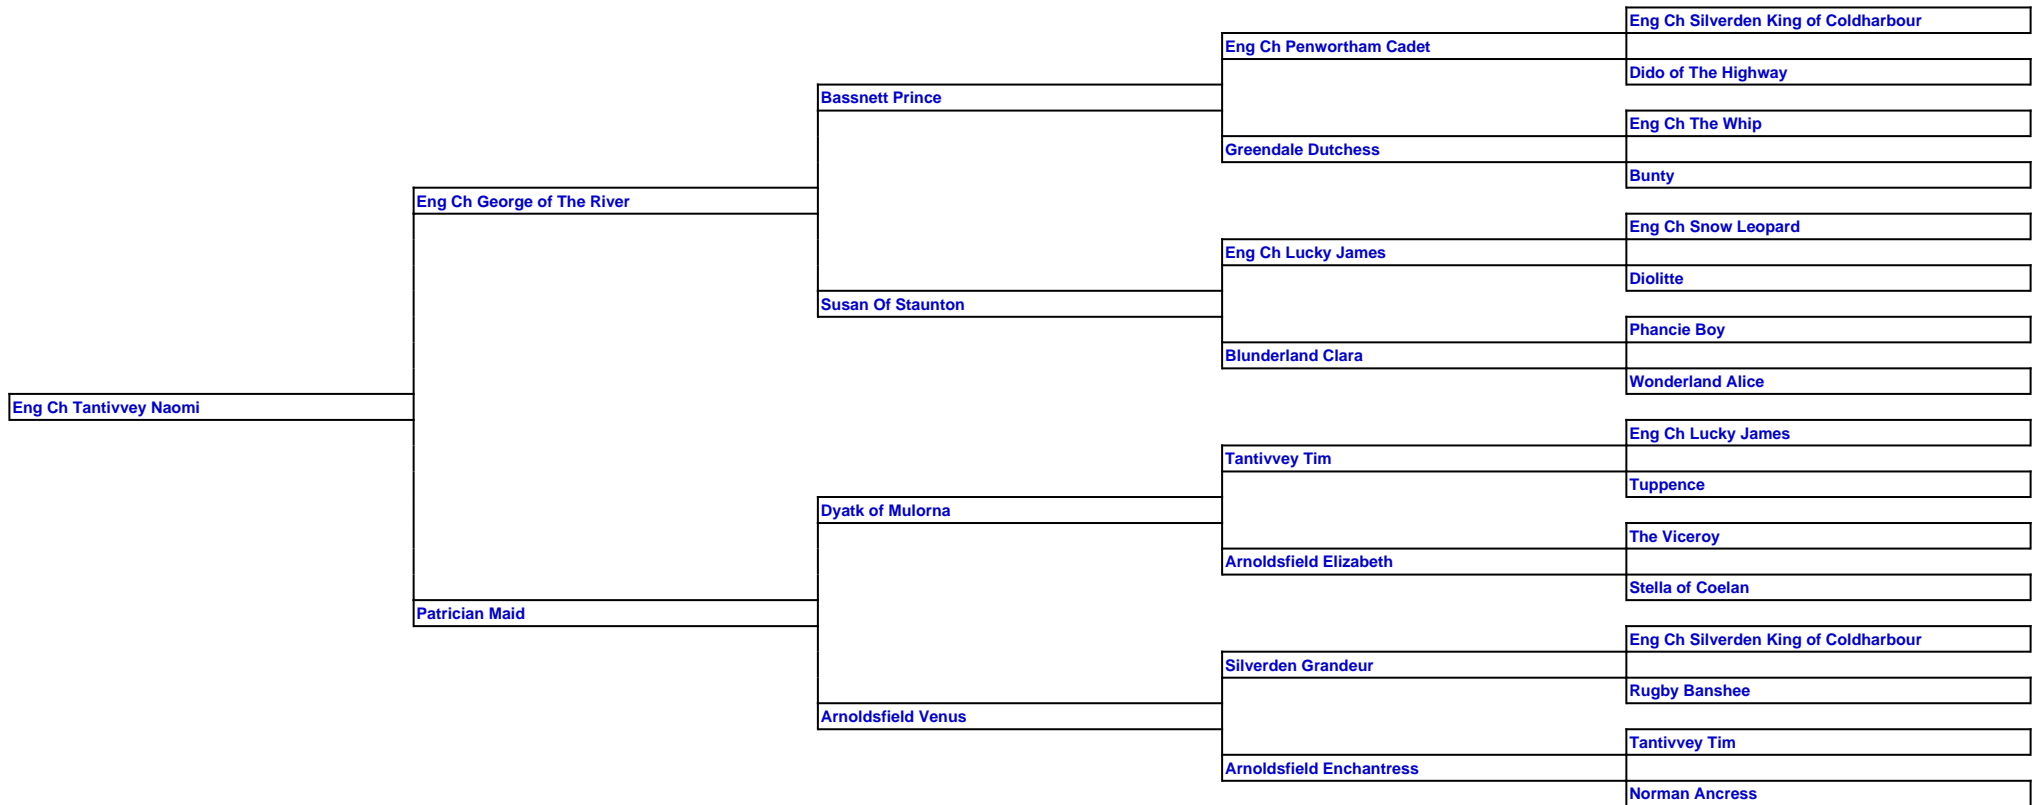 Eng Ch Silverden King of Coldharbour
Eng Ch Penwortham Cadet
Dido of The Highway
Bassnett Prince
Eng Ch The Whip
Greendale Dutchess
Bunty
Eng Ch George of The River
Eng Ch Snow Leopard
Eng Ch Lucky James
Diolitte
Susan Of Staunton
Phancie Boy
Blunderland Clara
Wonderland Alice
Eng Ch Tantivvey Naomi
Eng Ch Lucky James
Tantivvey Tim
Tuppence
Dyatk of Mulorna
The Viceroy
Arnoldsfield Elizabeth
Stella of Coelan
Patrician Maid
Eng Ch Silverden King of Coldharbour
Silverden Grandeur
Rugby Banshee
Arnoldsfield Venus
Tantivvey Tim
Arnoldsfield Enchantress
Norman Ancress